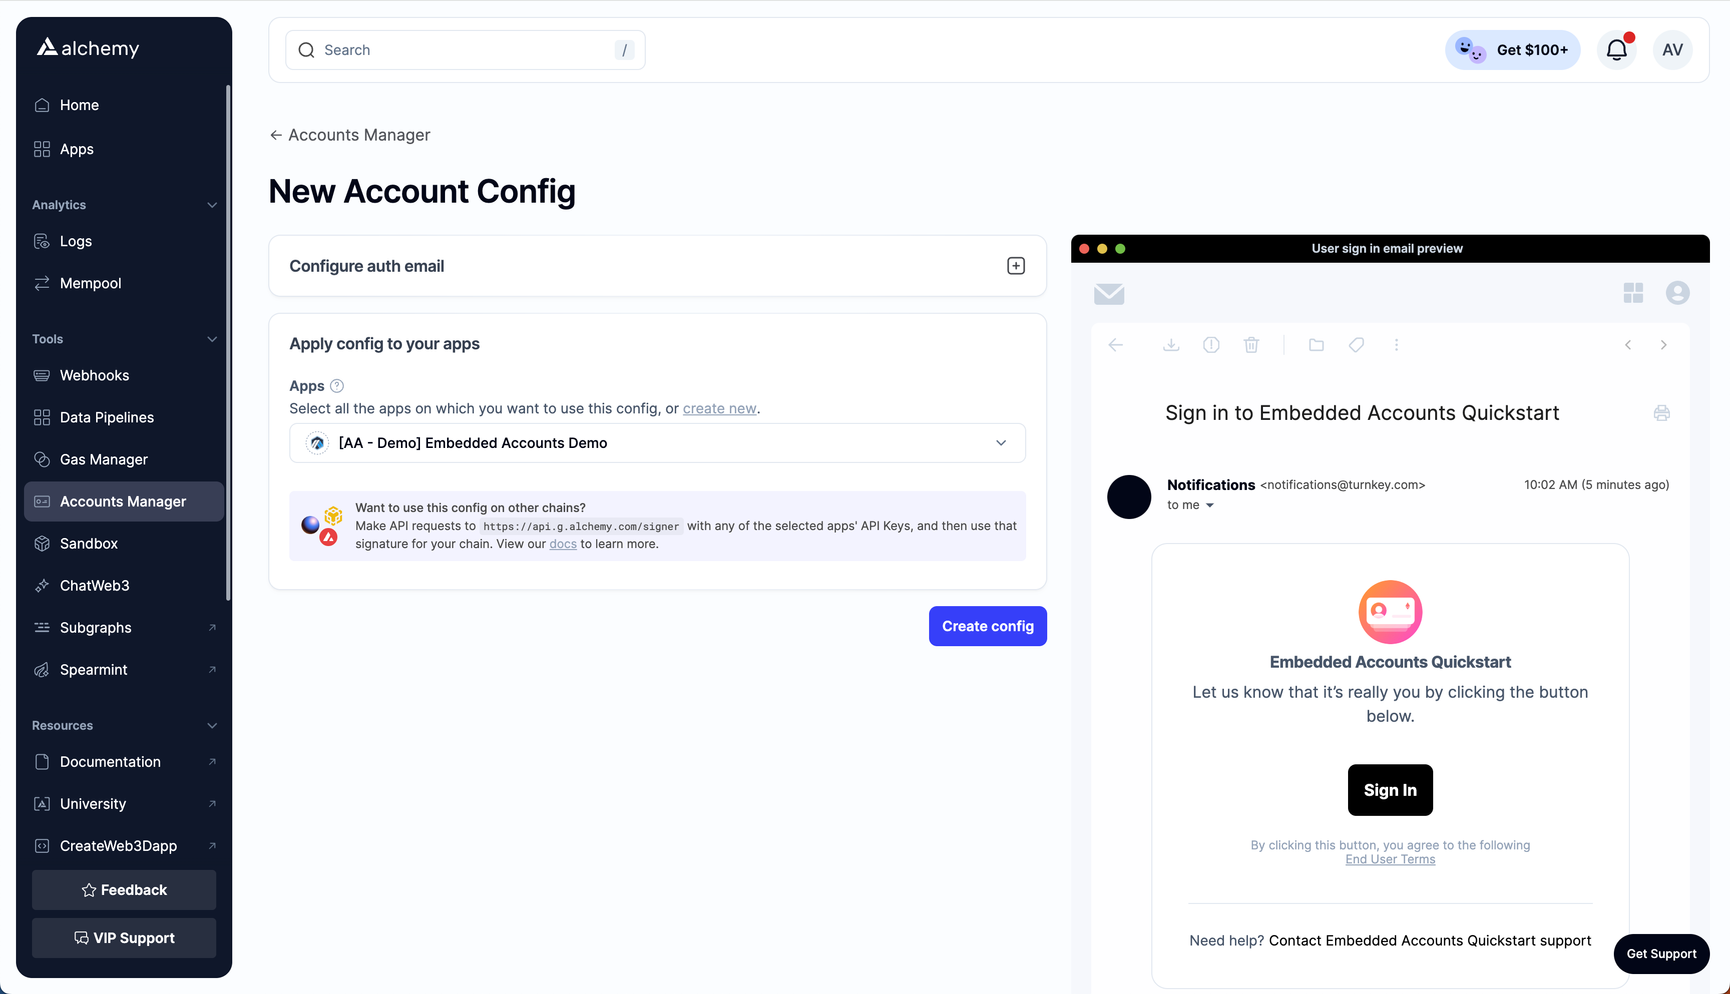 alchemy
Home
Apps
Analytics
Logs
Mempool
Tools
Webhooks
Data Pipelines
Gas Manager
Accounts Manager
Sandbox
ChatWeb3
Subgraphs
Spearmint
Resources
Documentation
University
CreateWeb3Dapp
Feedback
VIP Support
Search /
Get $100+
AV
← Accounts Manager
New Account Config
Configure auth email
Apply config to your apps
Apps
Select all the apps on which you want to use this config, or create new.
[AA - Demo] Embedded Accounts Demo
Want to use this config on other chains?
Make API requests to https://api.g.alchemy.com/signer with any of the selected apps' API Keys, and then use that
signature for your chain. View our docs to learn more.
Create config
User sign in email preview
Sign in to Embedded Accounts Quickstart
Notifications <notifications@turnkey.com> 10:02 AM (5 minutes ago)
to me
Embedded Accounts Quickstart
Let us know that it’s really you by clicking the button
below.
Sign In
By clicking this button, you agree to the following
End User Terms
Need help? Contact Embedded Accounts Quickstart support
Get Support